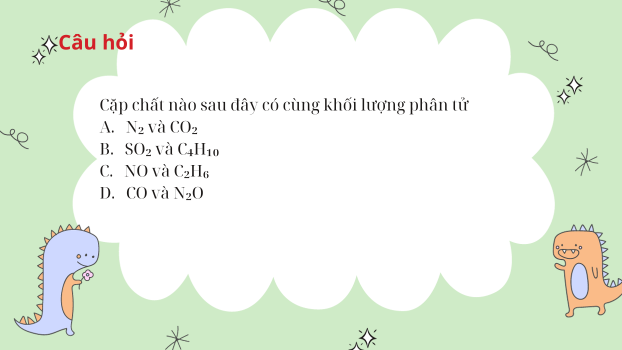 Câu hỏi
Cặp chất nào sau đây có cùng khối lượng phân tử
A. N₂ và CO₂
B. SO₂ và C₄H₁₀
C. NO và C₂H₆
D. CO và N₂O